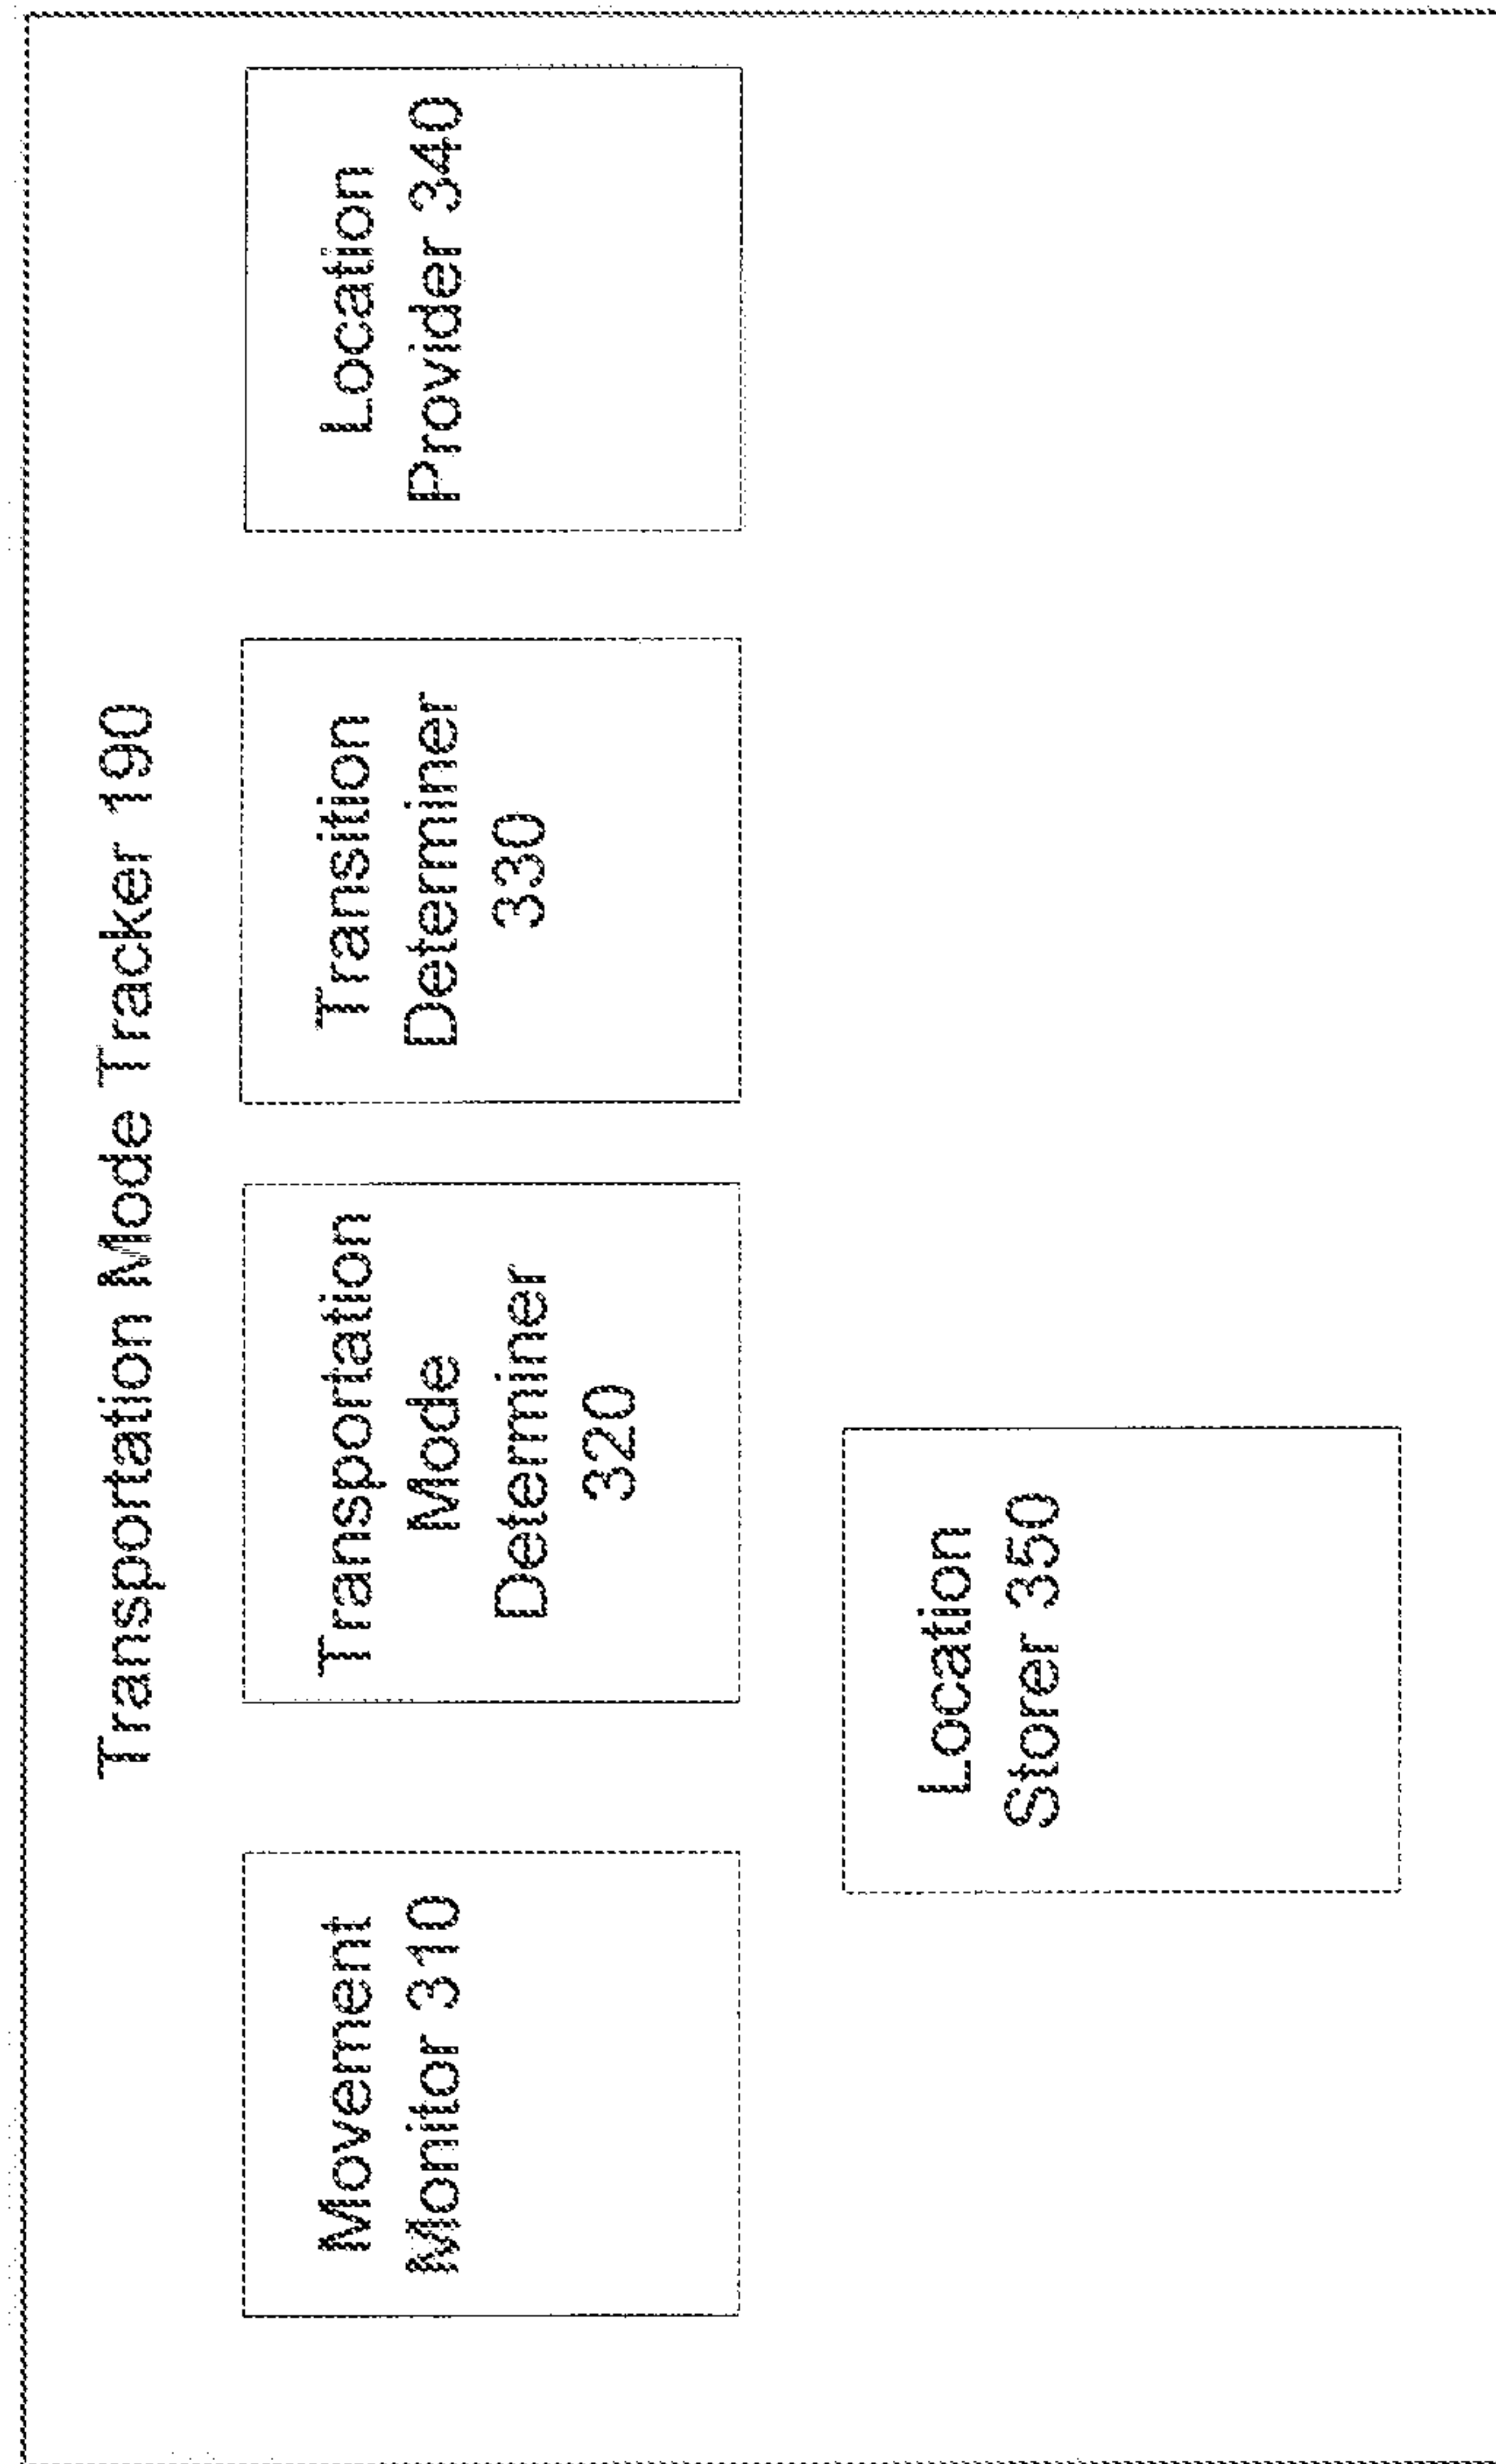 Transportation Mode Tracker 190
Movement
Monitor 310
Transportation
Mode
Determiner
320
Transition
Determiner
330
Location
Provider 340
Location
Storer 350